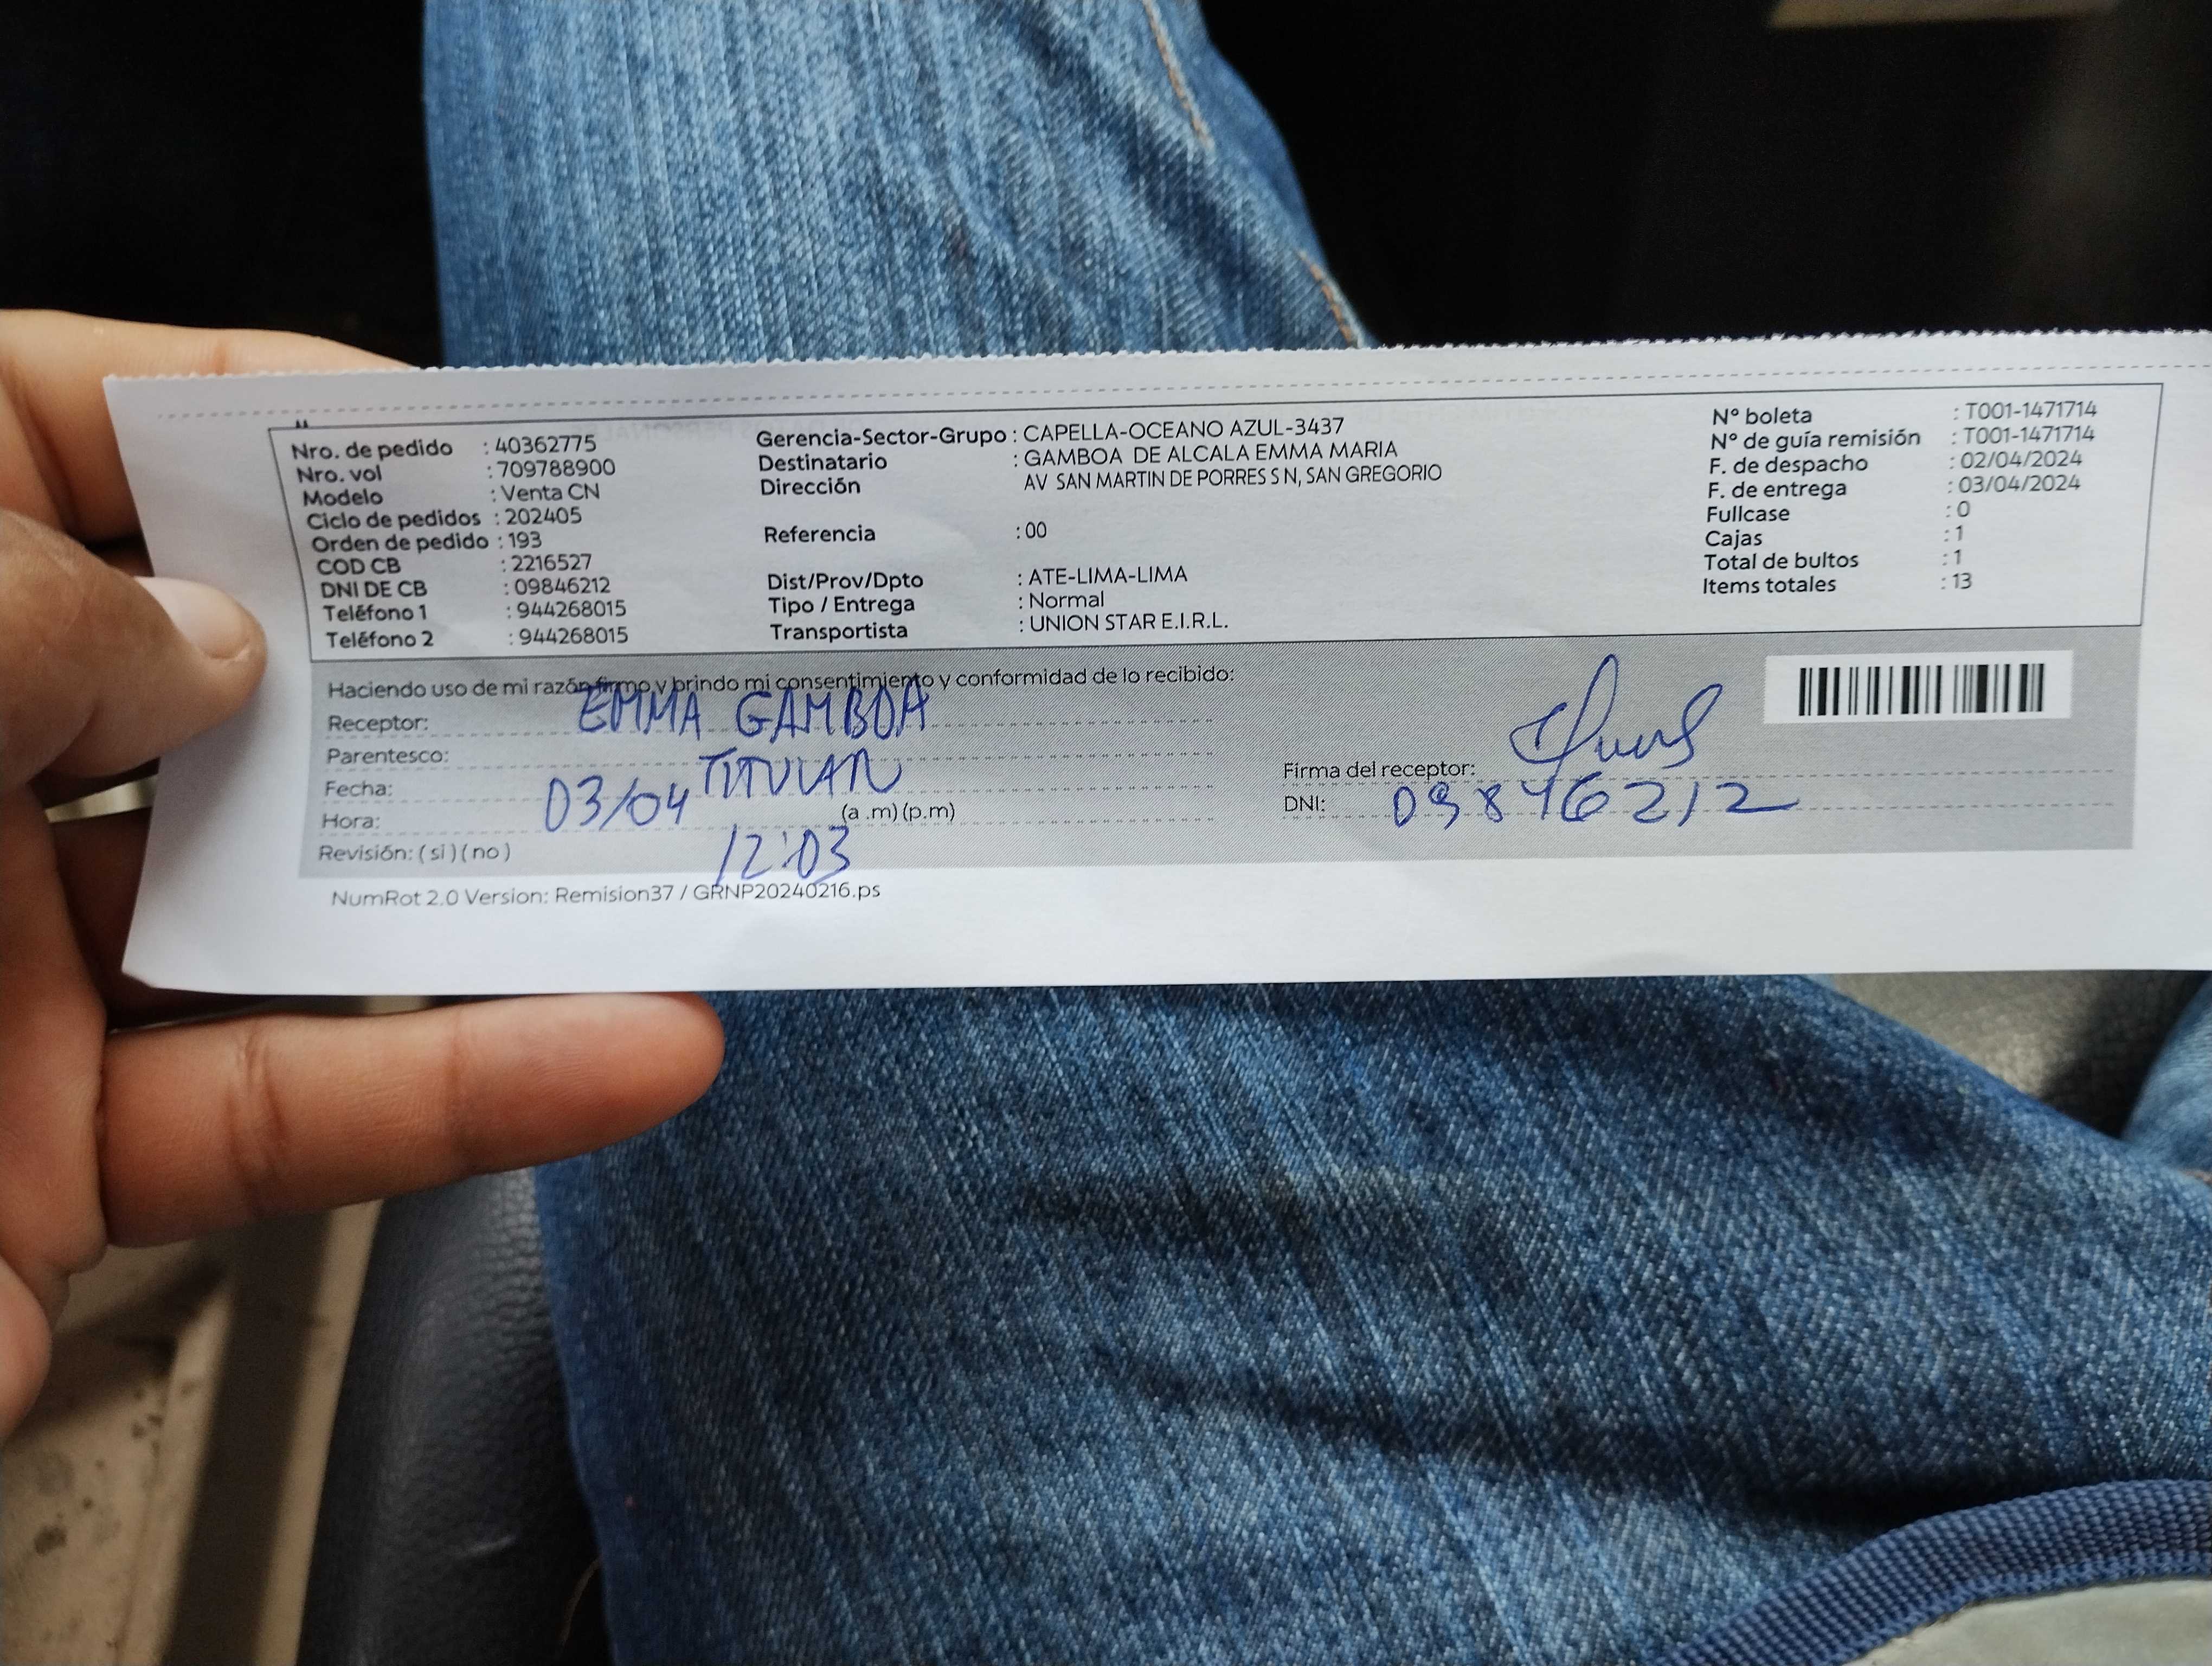 Nro. de pedido : 40362775
Nro. vol : 709788900
Modelo : Venta CN
Ciclo de pedidos : 202405
Orden de pedido : 193
COD CB : 2216527
DNI DE CB : 09846212
Teléfono 1 : 944268015
Teléfono 2 : 944268015
Gerencia-Sector-Grupo : CAPELLA-OCEANO AZUL-3437
Destinatario : GAMBOA DE ALCALA EMMA MARIA
Dirección AV SAN MARTIN DE PORRES S N, SAN GREGORIO
Referencia : 00
Dist/Prov/Dpto : ATE-LIMA-LIMA
Tipo / Entrega : Normal
Transportista : UNION STAR E.I.R.L.
N° boleta : T001-1471714
N° de guía remisión : T001-1471714
F. de despacho : 02/04/2024
F. de entrega : 03/04/2024
Fullcase : 0
Cajas : 1
Total de bultos : 1
Items totales : 13
Haciendo uso de mi razón firmo y brindo mi consentimiento y conformidad de lo recibido:
Receptor: EMMA GAMBOA
Parentesco: TITULAR
Fecha: 03/04
Hora: 12:03 (a .m) (p.m)
Revisión: ( si ) ( no )
Firma del receptor:
DNI: 09846212
NumRot 2.0 Version: Remision37 / GRNP20240216.ps